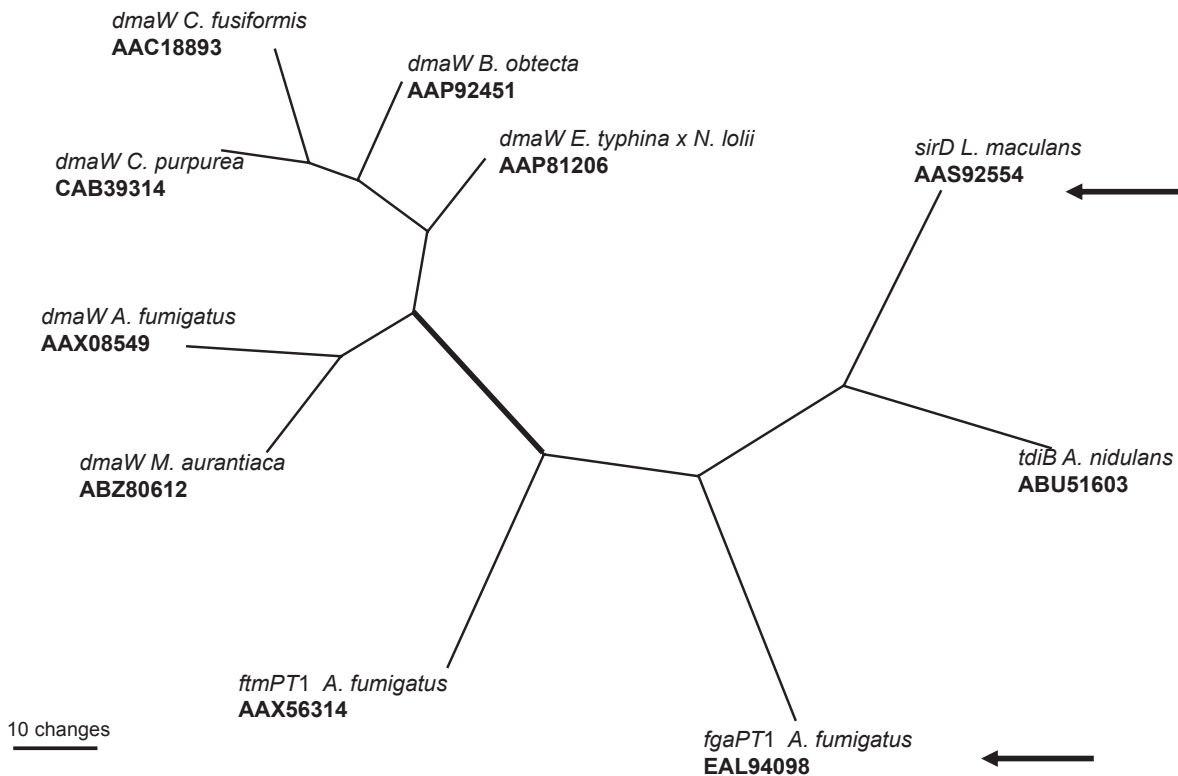 dmaW C. fusiformis
AAC18893
dmaW B. obtecta
AAP92451
dmaW E. typhina x N. lolii
AAP81206
sirD L. maculans
AAS92554
dmaW C. purpurea
CAB39314
dmaW A. fumigatus
AAX08549
dmaW M. aurantiaca
ABZ80612
tdiB A. nidulans
ABU51603
ftmPT1 A. fumigatus
AAX56314
10 changes
fgaPT1 A. fumigatus
EAL94098